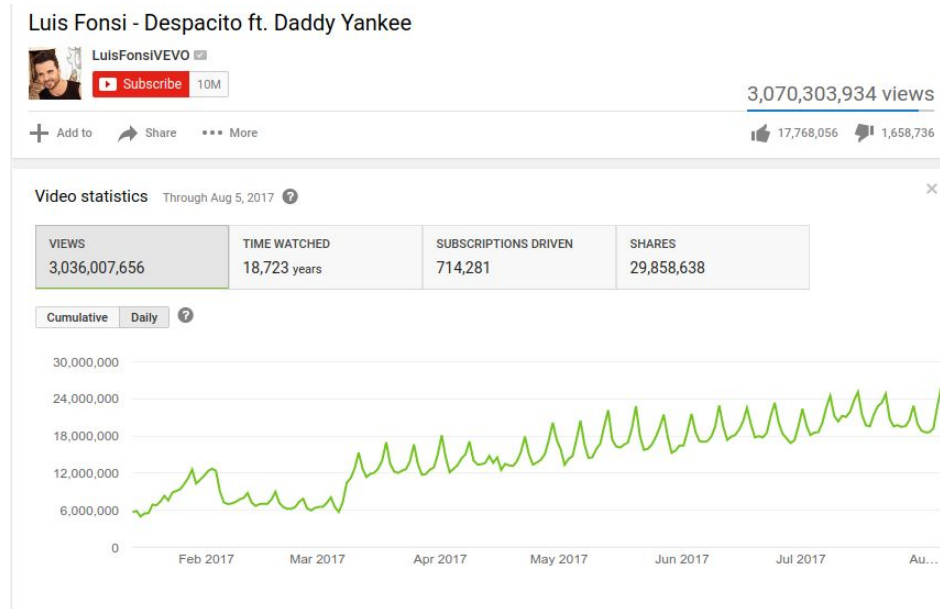 Luis Fonsi - Despacito ft. Daddy Yankee
LuisFonsiVEVO
Subscribe 10M
3,070,303,934 views
Add to Share More 17,768,056 1,658,736
Video statistics Through Aug 5, 2017 ?
VIEWS TIME WATCHED SUBSCRIPTIONS DRIVEN SHARES
3,036,007,656 18,723 years 714,281 29,858,638
Cumulative Daily ?
30,000,000
24,000,000
18,000,000
12,000,000
6,000,000
0
Feb 2017 Mar 2017 Apr 2017 May 2017 Jun 2017 Jul 2017 Au...